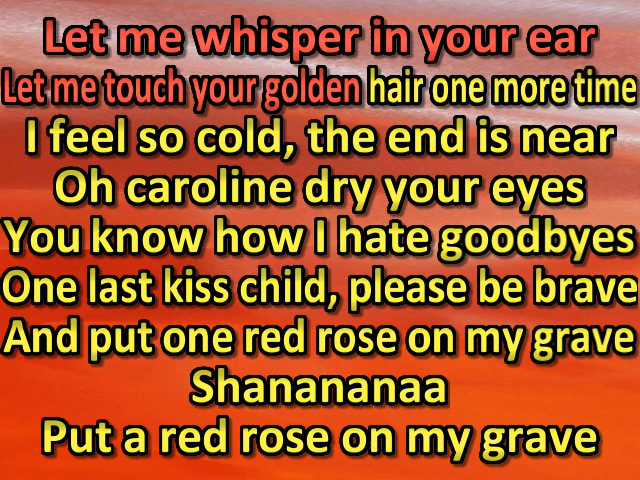 Let me whisper in your ear
Let me touch your golden hair one more time
I feel so cold, the end is near
Oh caroline dry your eyes
You know how I hate goodbyes
One last kiss child, please be brave
And put one red rose on my grave
Shanananaa
Put a red rose on my grave